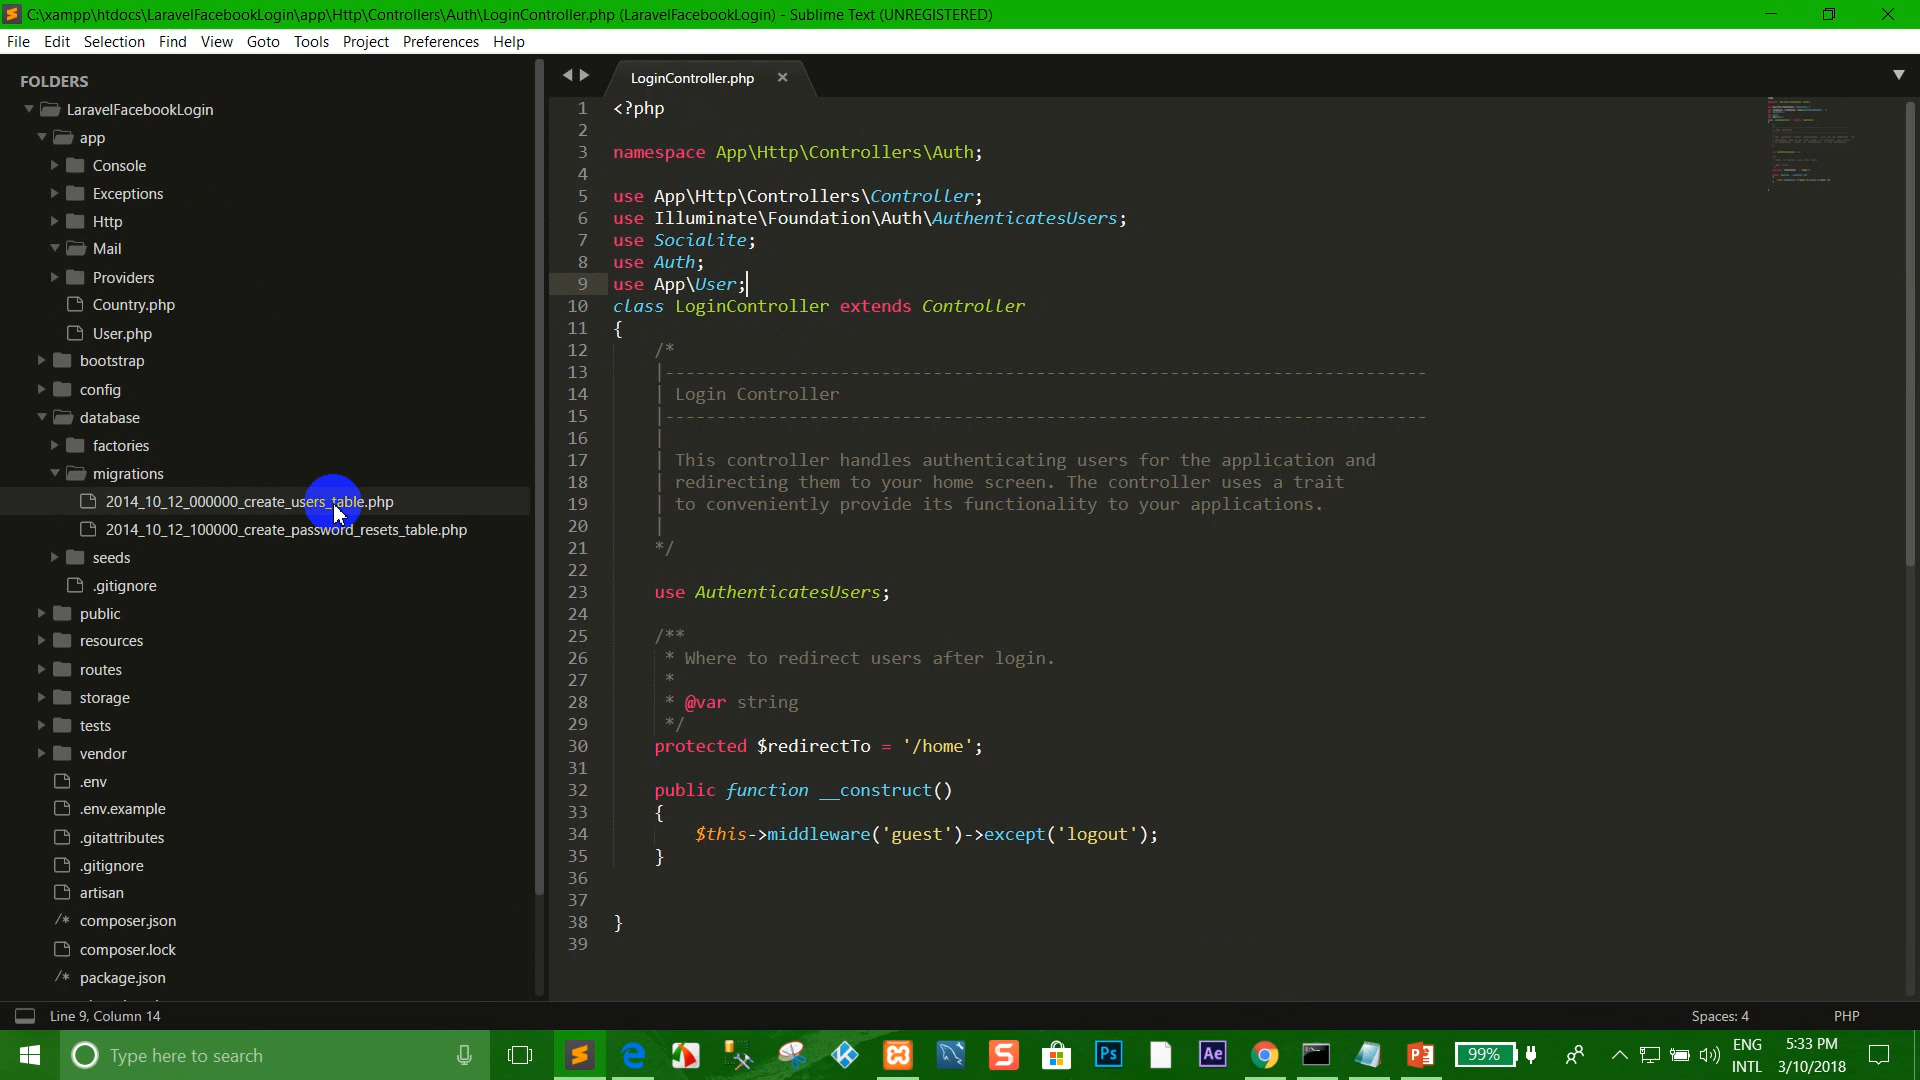 C:\xampp\htdocs\LaravelFacebookLogin\app\Http\Controllers\Auth\LoginController.php (LaravelFacebookLogin) - Sublime Text (UNREGISTERED)
File Edit Selection Find View Goto Tools Project Preferences Help
FOLDERS
LaravelFacebookLogin
app
Console
Exceptions
Http
Mail
Providers
Country.php
User.php
bootstrap
config
database
factories
migrations
2014_10_12_000000_create_users_table.php
2014_10_12_100000_create_password_resets_table.php
seeds
.gitignore
public
resources
routes
storage
tests
vendor
.env
.env.example
.gitattributes
.gitignore
artisan
/* composer.json
composer.lock
/* package.json
LoginController.php ×
1 <?php
2
3 namespace App\Http\Controllers\Auth;
4
5 use App\Http\Controllers\Controller;
6 use Illuminate\Foundation\Auth\AuthenticatesUsers;
7 use Socialite;
8 use Auth;
9 use App\User;
10 class LoginController extends Controller
11 {
12 /*
13 |--------------------------------------------------------------------------
14 | Login Controller
15 |--------------------------------------------------------------------------
16 |
17 | This controller handles authenticating users for the application and
18 | redirecting them to your home screen. The controller uses a trait
19 | to conveniently provide its functionality to your applications.
20 |
21 */
22
23 use AuthenticatesUsers;
24
25 /**
26 * Where to redirect users after login.
27 *
28 * @var string
29 */
30 protected $redirectTo = '/home';
31
32 public function __construct()
33 {
34 $this->middleware('guest')->except('logout');
35 }
36
37
38 }
39
Line 9, Column 14 Spaces: 4 PHP
Type here to search
Ps
Ae
99%
ENG
INTL
5:33 PM
3/10/2018